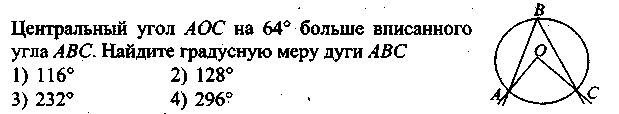 Центральный угол AOC на 64° больше вписанного
угла ABC. Найдите градусную меру дуги ABC
1) 116° 2) 128°
3) 232° 4) 296°
B
O
A C